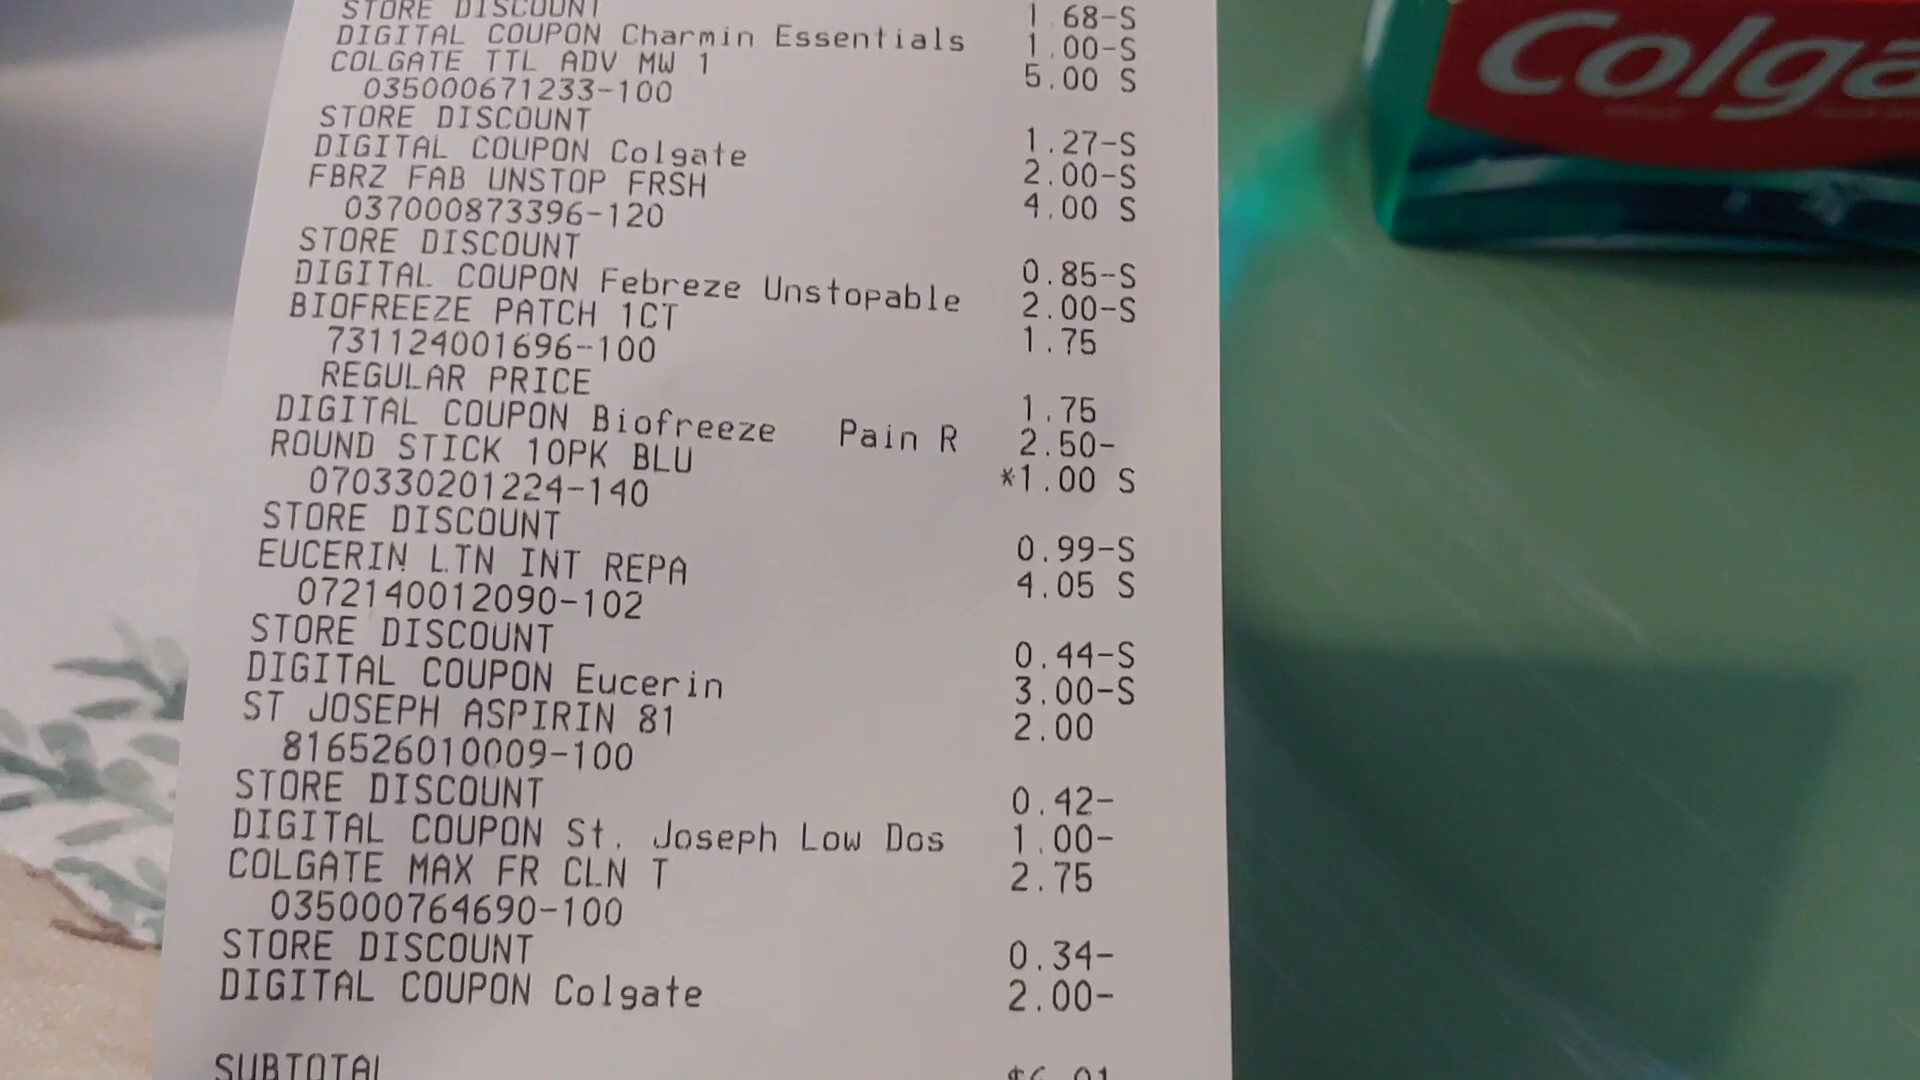 STORE DISCOUNT 1.68-S
DIGITAL COUPON Charmin Essentials 1.00-S
COLGATE TTL ADV MW 1 5.00 S
035000671233-100
STORE DISCOUNT 1.27-S
DIGITAL COUPON Colgate 2.00-S
FBRZ FAB UNSTOP FRSH 4.00 S
037000873396-120
STORE DISCOUNT 0.85-S
DIGITAL COUPON Febreze Unstopable 2.00-S
BIOFREEZE PATCH 1CT 1.75
731124001696-100
REGULAR PRICE 1.75
DIGITAL COUPON Biofreeze Pain R 2.50-
ROUND STICK 10PK BLU *1.00 S
070330201224-140
STORE DISCOUNT 0.99-S
EUCERIN LTN INT REPA 4.05 S
072140012090-102
STORE DISCOUNT 0.44-S
DIGITAL COUPON Eucerin 3.00-S
ST JOSEPH ASPIRIN 81 2.00
816526010009-100
STORE DISCOUNT 0.42-
DIGITAL COUPON St. Joseph Low Dos 1.00-
COLGATE MAX FR CLN T 2.75
035000764690-100
STORE DISCOUNT 0.34-
DIGITAL COUPON Colgate 2.00-
SUBTOTAL
Colga